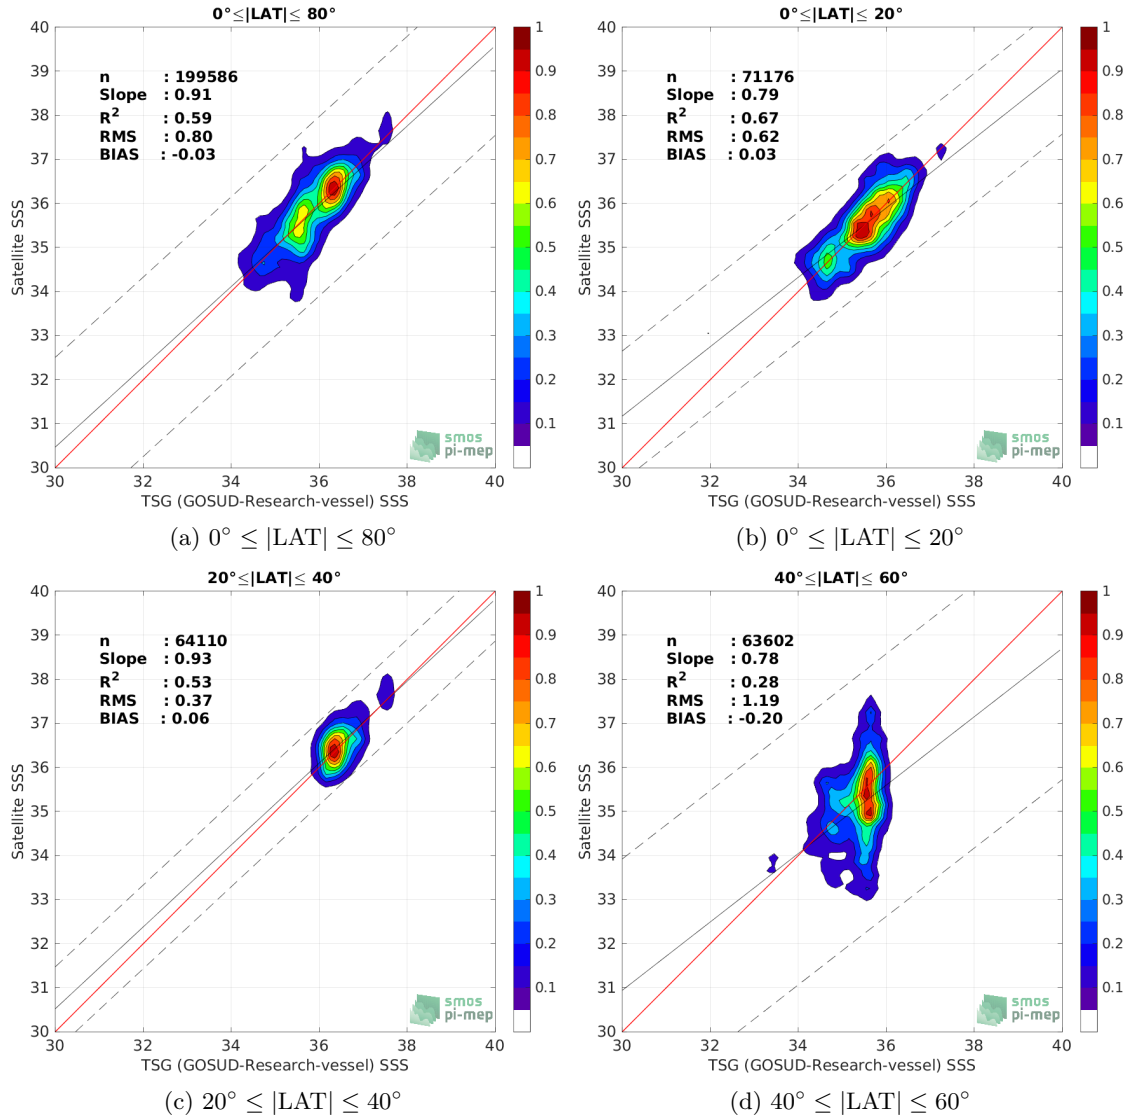 0°≤|LAT|≤ 80°
40
39
38
37
36
35
34
33
32
31
30
Satellite SSS
n : 199586
Slope : 0.91
R² : 0.59
RMS : 0.80
BIAS : -0.03
smos
pi-mep
30 32 34 36 38 40
TSG (GOSUD-Research-vessel) SSS
1
0.9
0.8
0.7
0.6
0.5
0.4
0.3
0.2
0.1
(a) 0° ≤ |LAT| ≤ 80°
0°≤|LAT|≤ 20°
40
39
38
37
36
35
34
33
32
31
30
Satellite SSS
n : 71176
Slope : 0.79
R² : 0.67
RMS : 0.62
BIAS : 0.03
smos
pi-mep
30 32 34 36 38 40
TSG (GOSUD-Research-vessel) SSS
1
0.9
0.8
0.7
0.6
0.5
0.4
0.3
0.2
0.1
(b) 0° ≤ |LAT| ≤ 20°
20°≤|LAT|≤ 40°
40
39
38
37
36
35
34
33
32
31
30
Satellite SSS
n : 64110
Slope : 0.93
R² : 0.53
RMS : 0.37
BIAS : 0.06
smos
pi-mep
30 32 34 36 38 40
TSG (GOSUD-Research-vessel) SSS
1
0.9
0.8
0.7
0.6
0.5
0.4
0.3
0.2
0.1
(c) 20° ≤ |LAT| ≤ 40°
40°≤|LAT|≤ 60°
40
39
38
37
36
35
34
33
32
31
30
Satellite SSS
n : 63602
Slope : 0.78
R² : 0.28
RMS : 1.19
BIAS : -0.20
smos
pi-mep
30 32 34 36 38 40
TSG (GOSUD-Research-vessel) SSS
1
0.9
0.8
0.7
0.6
0.5
0.4
0.3
0.2
0.1
(d) 40° ≤ |LAT| ≤ 60°